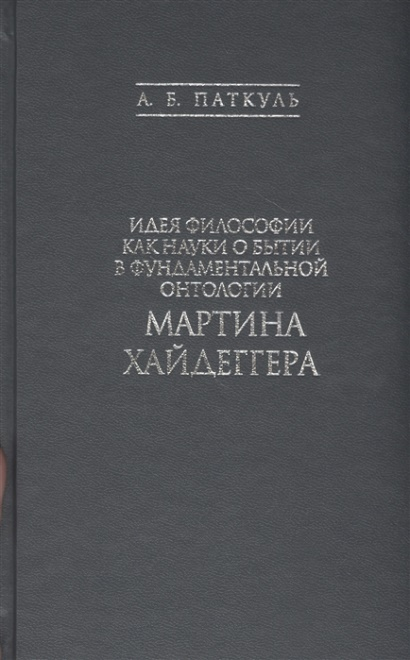 А. Б. ПАТКУЛЬ
ИДЕЯ ФИЛОСОФИИ
КАК НАУКИ О БЫТИИ
В ФУНДАМЕНТАЛЬНОЙ
ОНТОЛОГИИ
МАРТИНА
ХАЙДЕГГЕРА